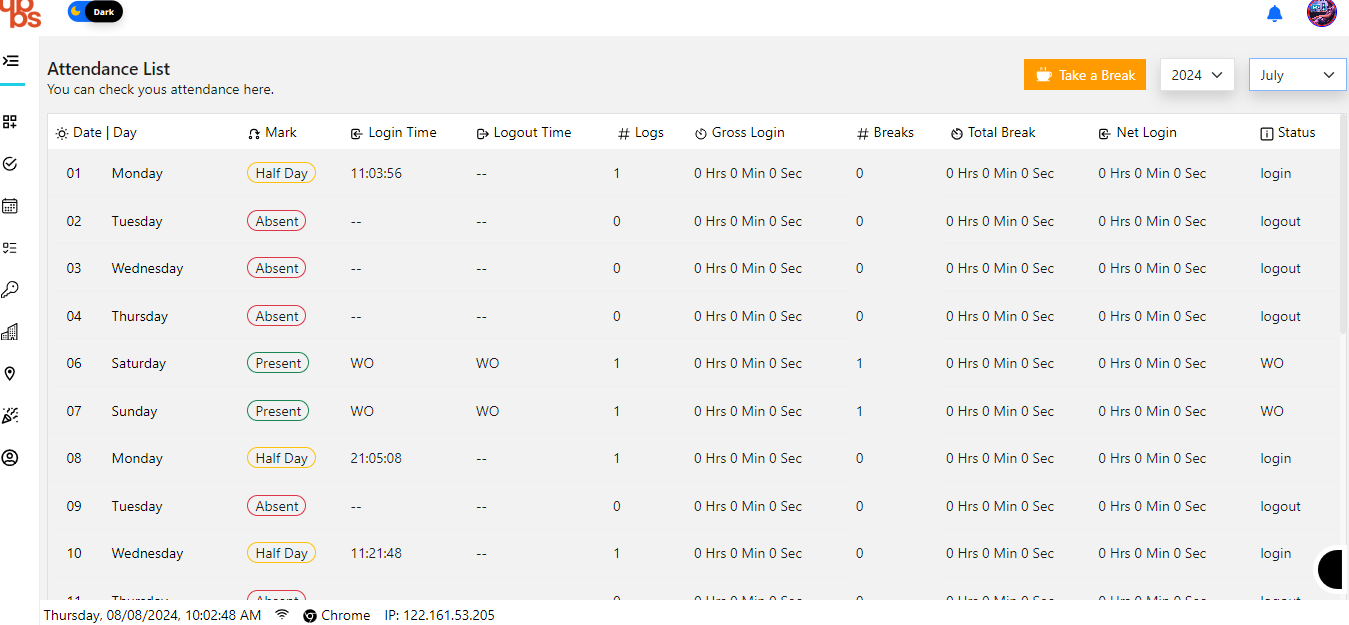 Dark
Attendance List
You can check yous attendance here.
Take a Break
2024
July
Date | Day Mark Login Time Logout Time # Logs Gross Login # Breaks Total Break Net Login Status
01 Monday Half Day 11:03:56 -- 1 0 Hrs 0 Min 0 Sec 0 0 Hrs 0 Min 0 Sec 0 Hrs 0 Min 0 Sec login
02 Tuesday Absent -- -- 0 0 Hrs 0 Min 0 Sec 0 0 Hrs 0 Min 0 Sec 0 Hrs 0 Min 0 Sec logout
03 Wednesday Absent -- -- 0 0 Hrs 0 Min 0 Sec 0 0 Hrs 0 Min 0 Sec 0 Hrs 0 Min 0 Sec logout
04 Thursday Absent -- -- 0 0 Hrs 0 Min 0 Sec 0 0 Hrs 0 Min 0 Sec 0 Hrs 0 Min 0 Sec logout
06 Saturday Present WO WO 1 0 Hrs 0 Min 0 Sec 1 0 Hrs 0 Min 0 Sec 0 Hrs 0 Min 0 Sec WO
07 Sunday Present WO WO 1 0 Hrs 0 Min 0 Sec 1 0 Hrs 0 Min 0 Sec 0 Hrs 0 Min 0 Sec WO
08 Monday Half Day 21:05:08 -- 1 0 Hrs 0 Min 0 Sec 0 0 Hrs 0 Min 0 Sec 0 Hrs 0 Min 0 Sec login
09 Tuesday Absent -- -- 0 0 Hrs 0 Min 0 Sec 0 0 Hrs 0 Min 0 Sec 0 Hrs 0 Min 0 Sec logout
10 Wednesday Half Day 11:21:48 -- 1 0 Hrs 0 Min 0 Sec 0 0 Hrs 0 Min 0 Sec 0 Hrs 0 Min 0 Sec login
Thursday, 08/08/2024, 10:02:48 AM Chrome IP: 122.161.53.205